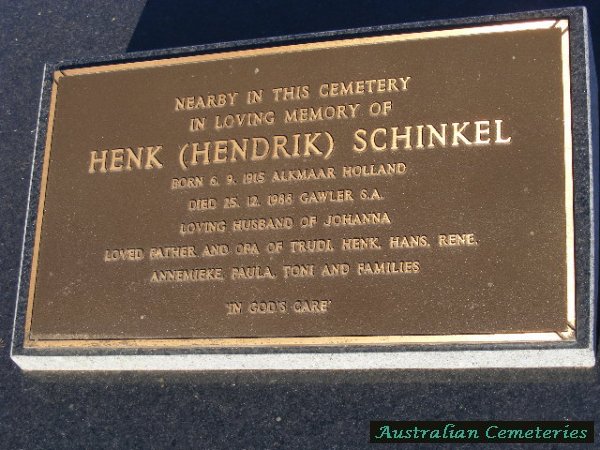 NEARBY IN THIS CEMETERY
IN LOVING MEMORY OF
HENK (HENDRIK) SCHINKEL
BORN 6. 9. 1915 ALKMAAR HOLLAND
DIED 25. 12. 1988 GAWLER S.A.
LOVING HUSBAND OF JOHANNA
LOVED FATHER AND OPA OF TRUDI, HENK, HANS, RENE,
ANNEMIEKE, PAULA, TONI AND FAMILIES
'IN GOD'S CARE'
Australian Cemeteries